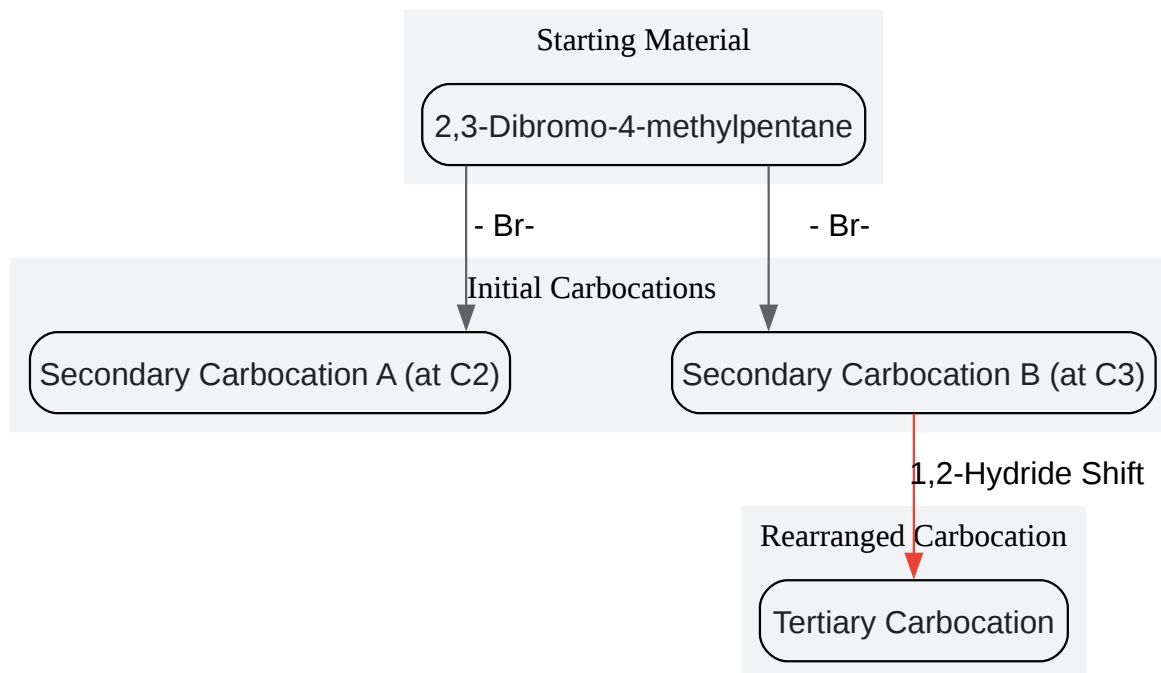 Starting Material
2,3-Dibromo-4-methylpentane
- Br-
- Br-
Initial Carbocations
Secondary Carbocation A (at C2)
Secondary Carbocation B (at C3)
1,2-Hydride Shift
Rearranged Carbocation
Tertiary Carbocation